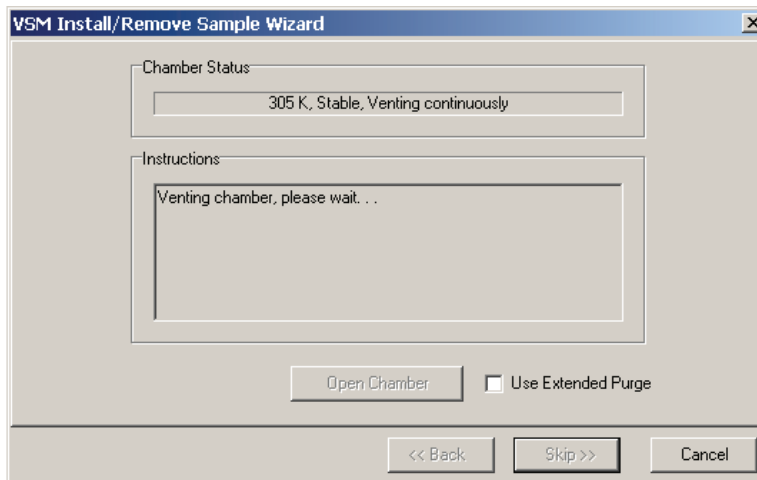 VSM Install/Remove Sample Wizard
Chamber Status
305 K, Stable, Venting continuously
Instructions
Venting chamber, please wait. . .
Open Chamber
Use Extended Purge
<< Back
Skip >>
Cancel